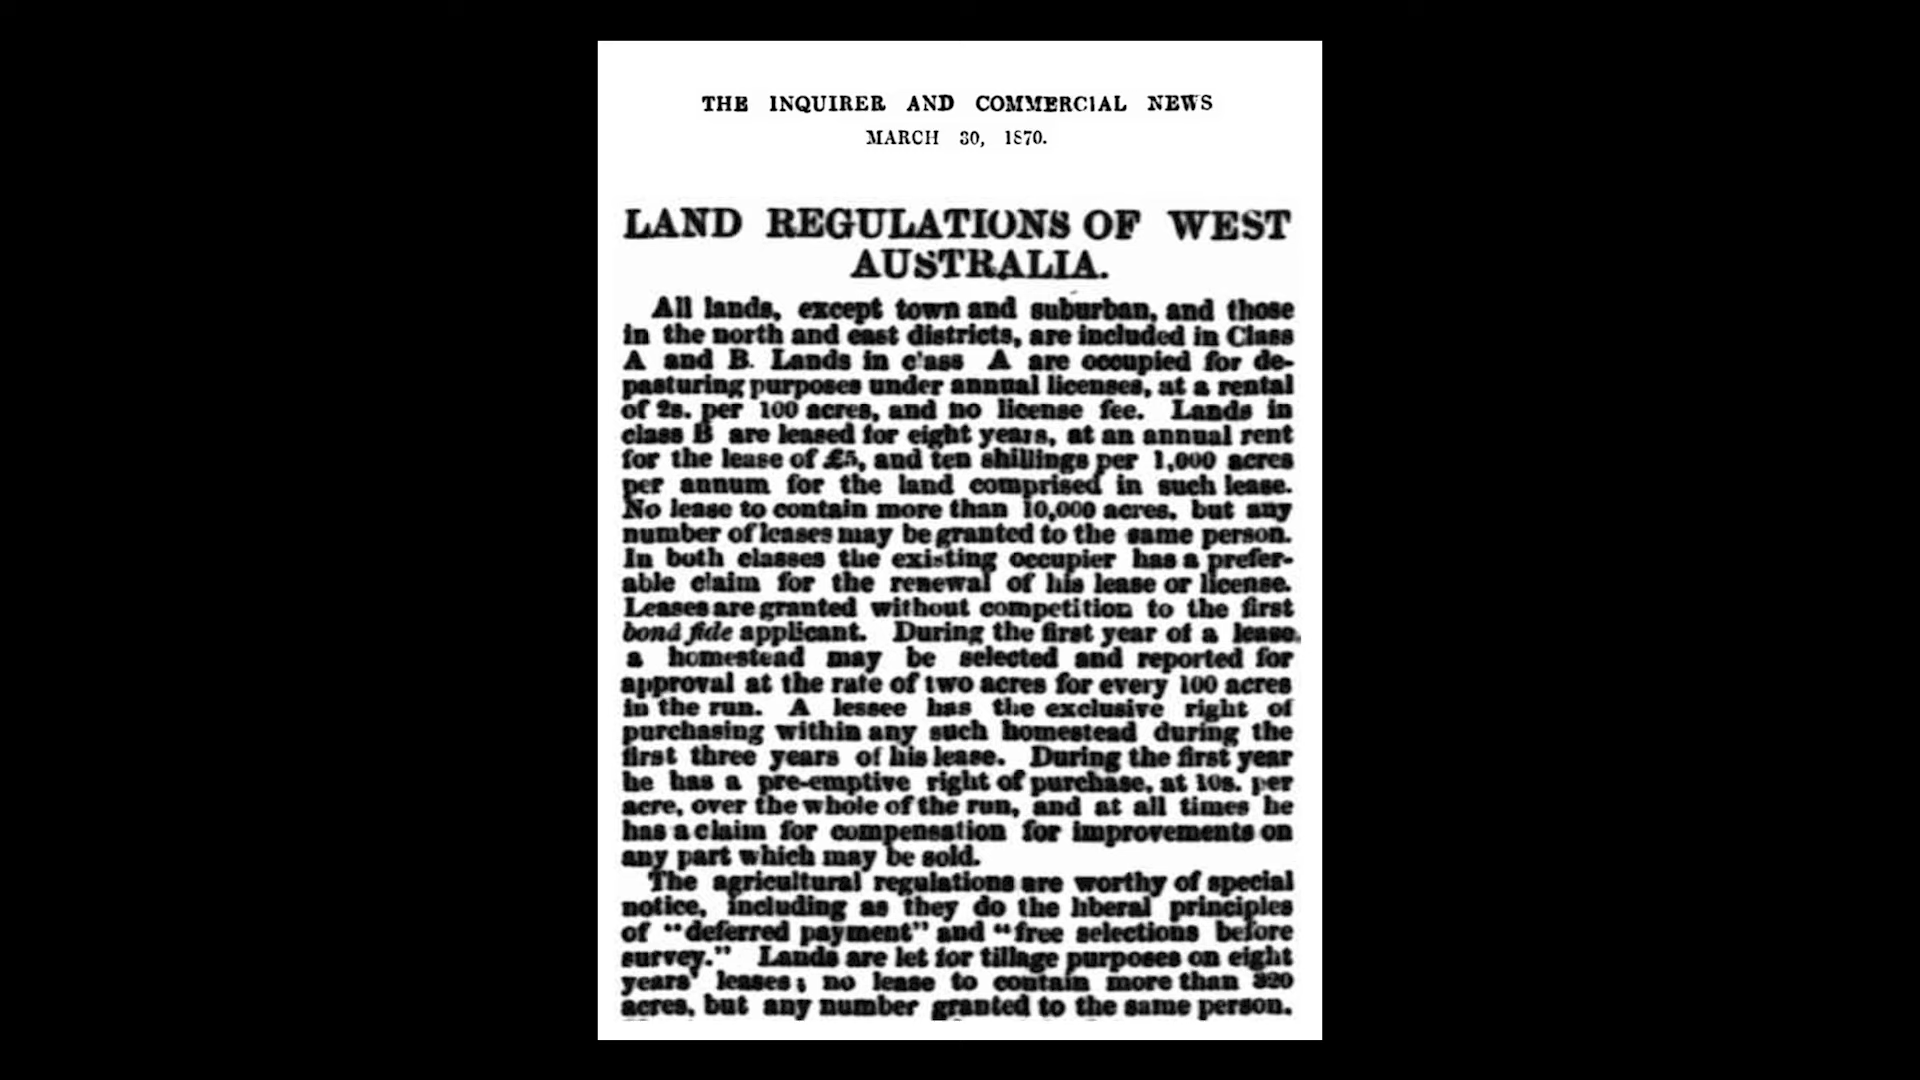 THE INQUIRER AND COMMERCIAL NEWS
MARCH 30, 1870.
LAND REGULATIONS OF WEST
AUSTRALIA.
All lands, except town and suburban, and those
in the north and east districts, are included in Class
A and B. Lands in class A are occupied for de-
pasturing purposes under annual licenses, at a rental
of 2s. per 100 acres, and no license fee. Lands in
class B are leased for eight years, at an annual rent
for the lease of £5, and ten shillings per 1,000 acres
per annum for the land comprised in such lease.
No lease to contain more than 10,000 acres, but any
number of leases may be granted to the same person.
In both classes the existing occupier has a prefer-
able claim for the renewal of his lease or license.
Leases are granted without competition to the first
bonâ fide applicant. During the first year of a lease,
a homestead may be selected and reported for
approval at the rate of two acres for every 100 acres
in the run. A lessee has the exclusive right of
purchasing within any such homestead during the
first three years of his lease. During the first year
he has a pre-emptive right of purchase, at 10s. per
acre, over the whole of the run, and at all times he
has a claim for compensation for improvements on
any part which may be sold.
The agricultural regulations are worthy of special
notice, including as they do the liberal principles
of "deferred payment" and "free selections before
survey." Lands are let for tillage purposes on eight
years' leases; no lease to contain more than 320
acres, but any number granted to the same person.